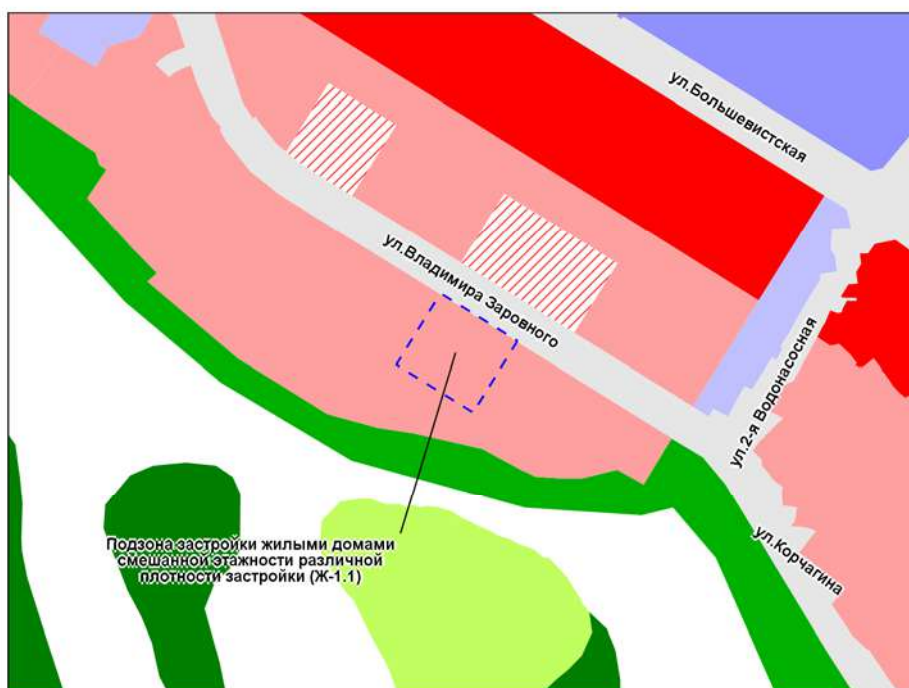 ул.Большевистская
ул.Владимира Заровного
ул.2-я Водонасосная
Подзона застройки жилыми домами
смешанной этажности различной
плотности застройки (Ж-1.1)
ул.Корчагина